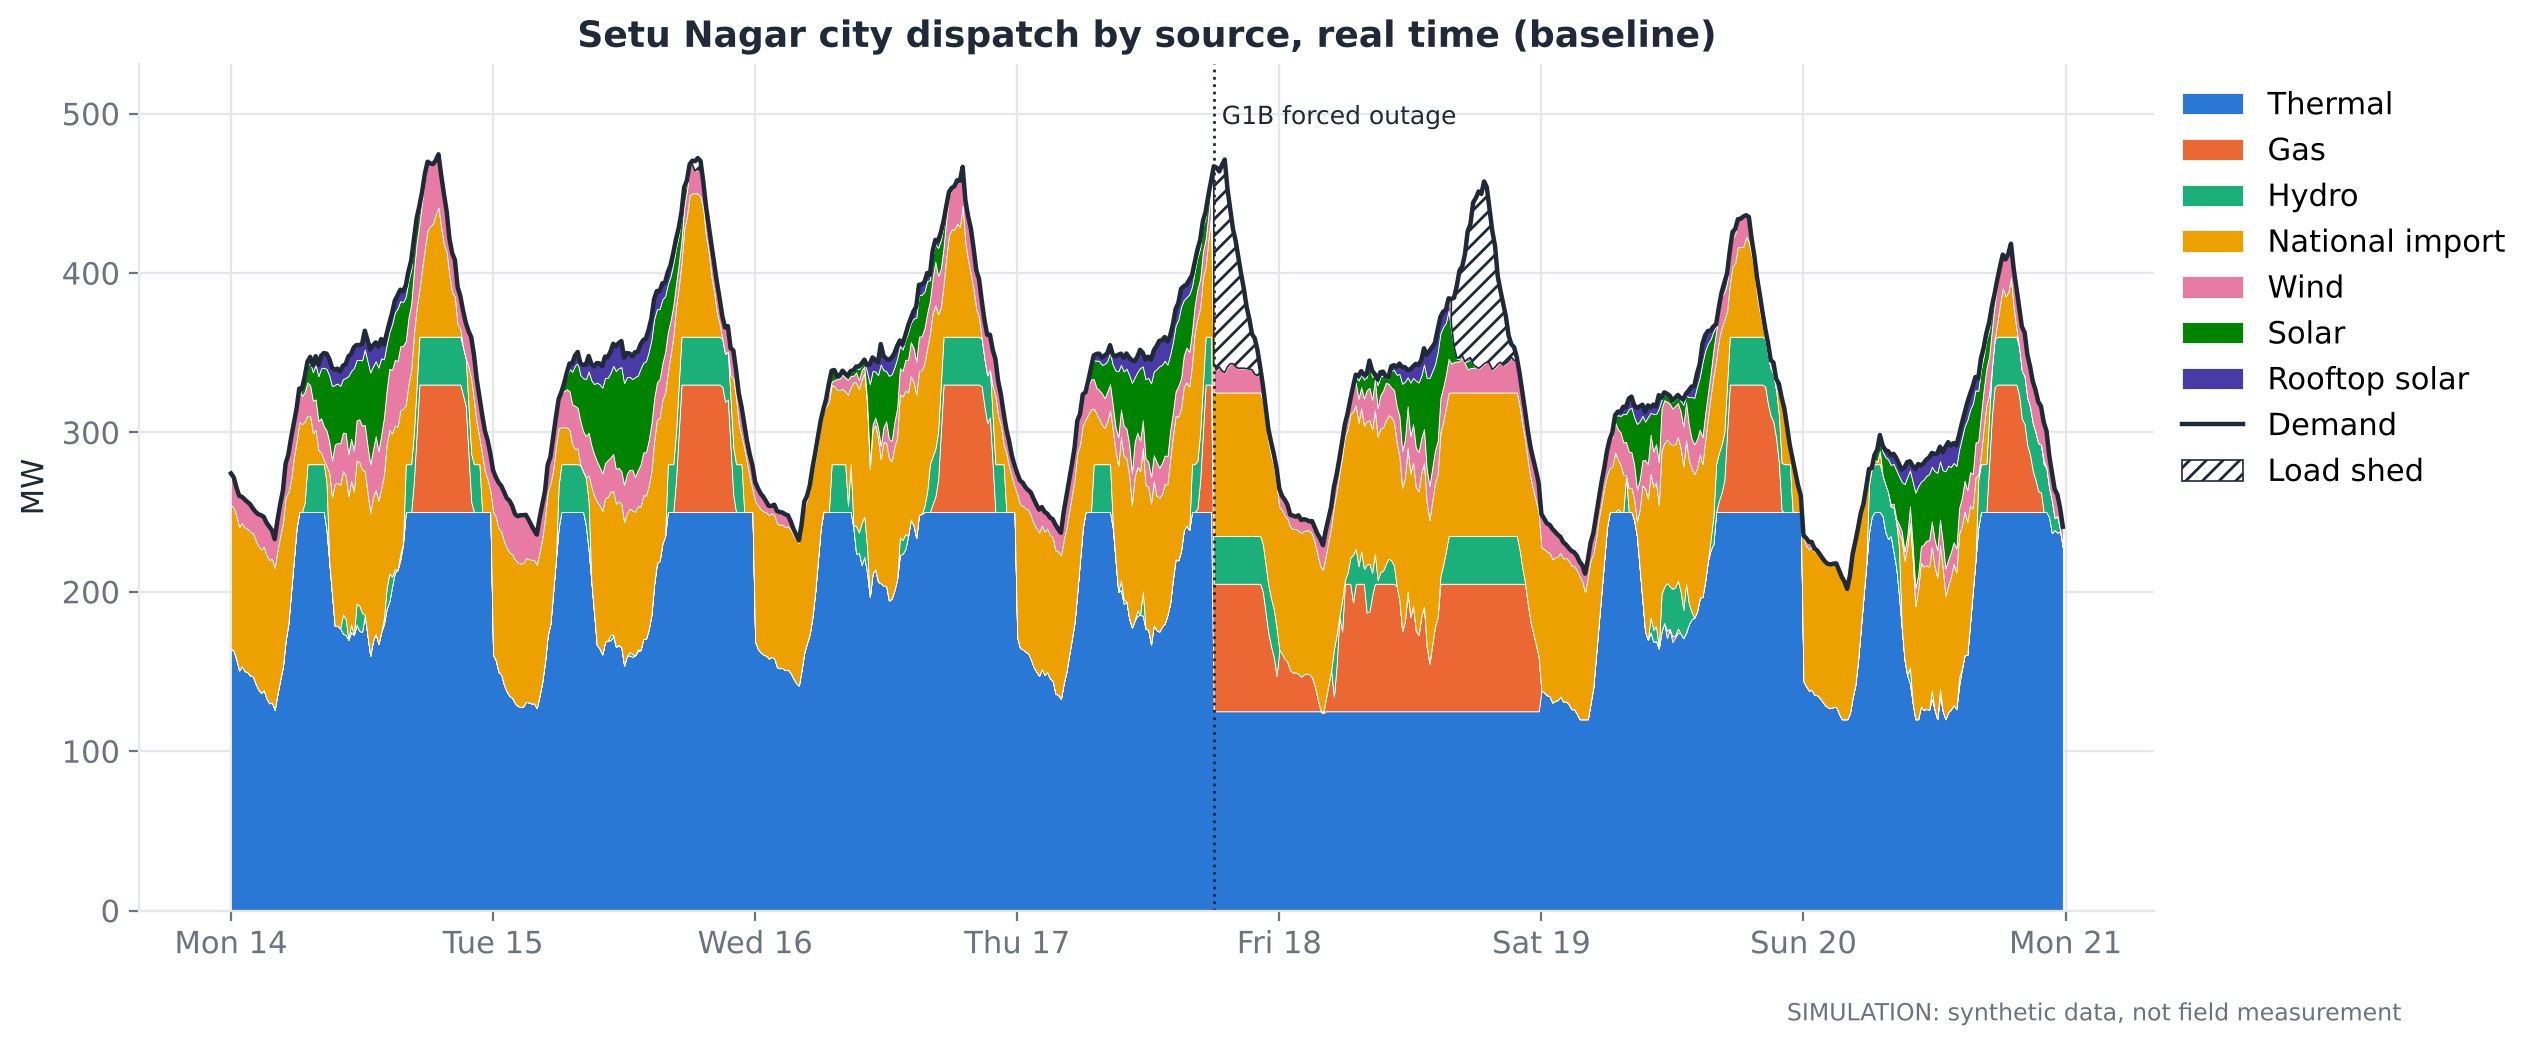 Setu Nagar city dispatch by source, real time (baseline)
MW
500
400
300
200
100
0
G1B forced outage
Mon 14
Tue 15
Wed 16
Thu 17
Fri 18
Sat 19
Sun 20
Mon 21
Thermal
Gas
Hydro
National import
Wind
Solar
Rooftop solar
Demand
Load shed
SIMULATION: synthetic data, not field measurement